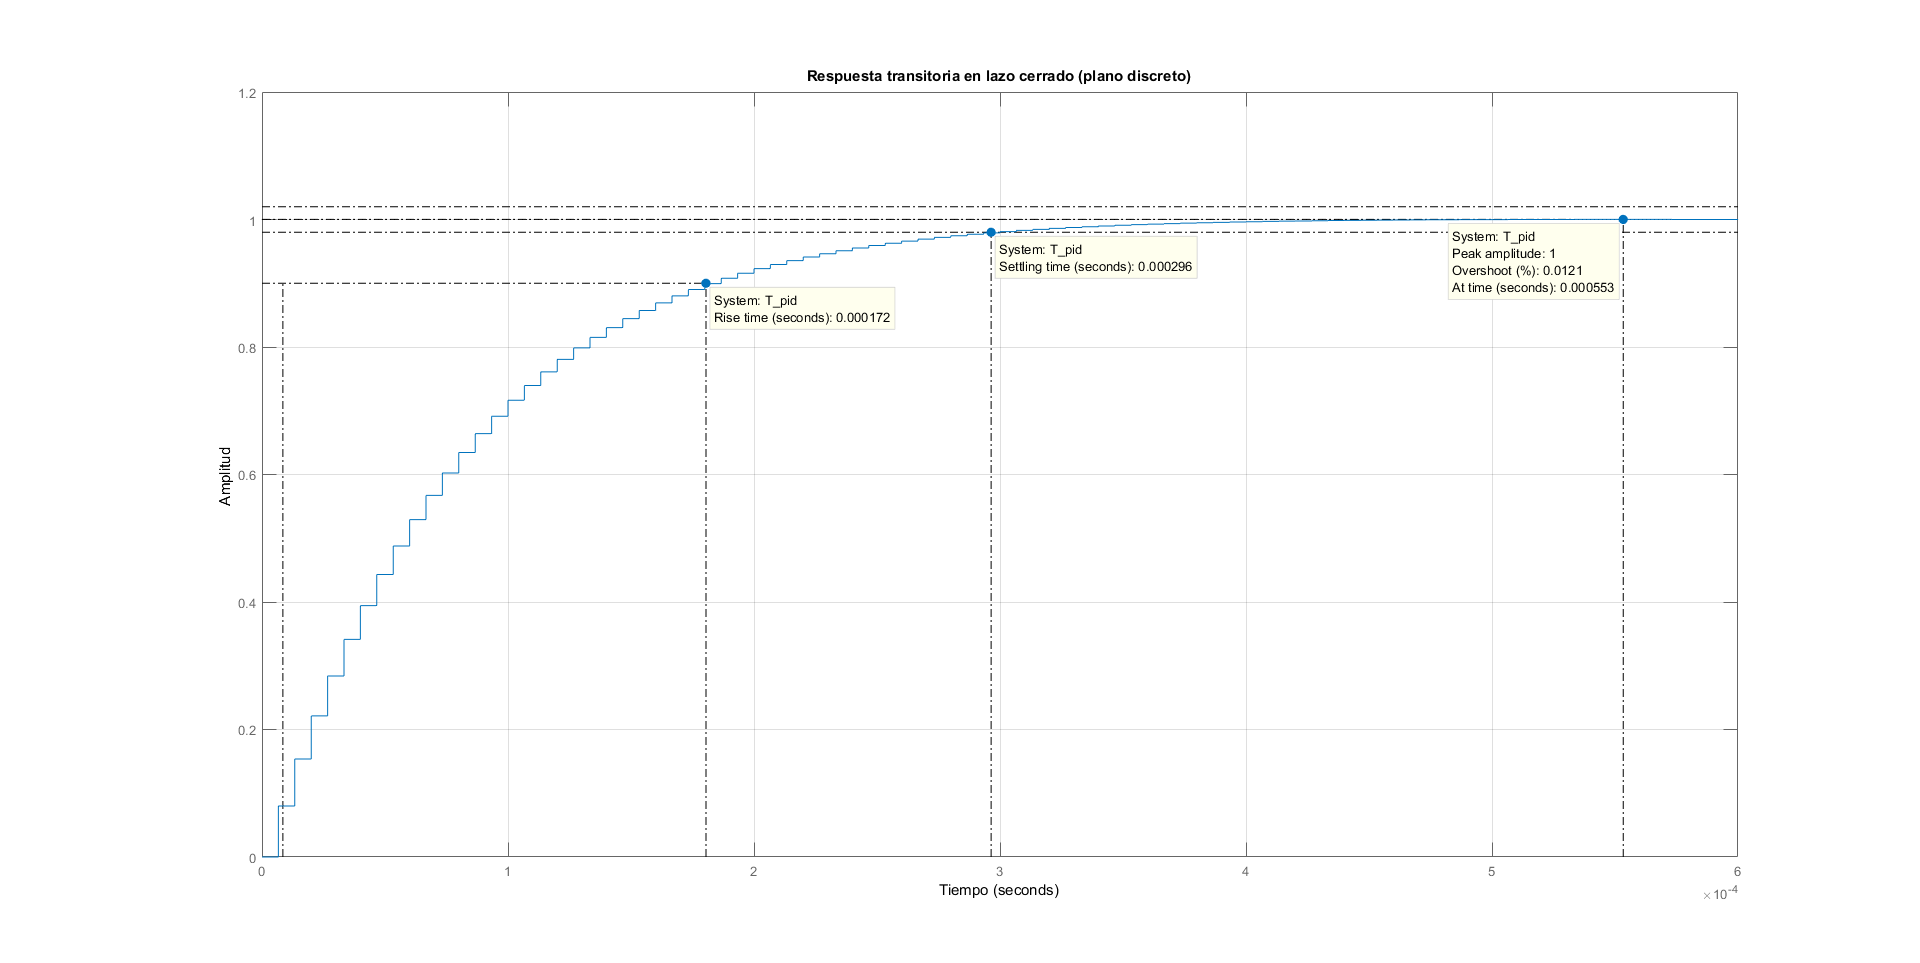 Respuesta transitoria en lazo cerrado (plano discreto)
1.2
1
0.8
0.6
0.4
0.2
0
Amplitud
System: T_pid
Rise time (seconds): 0.000172
System: T_pid
Settling time (seconds): 0.000296
System: T_pid
Peak amplitude: 1
Overshoot (%): 0.0121
At time (seconds): 0.000553
0 1 2 3 4 5 6
×10-4
Tiempo (seconds)